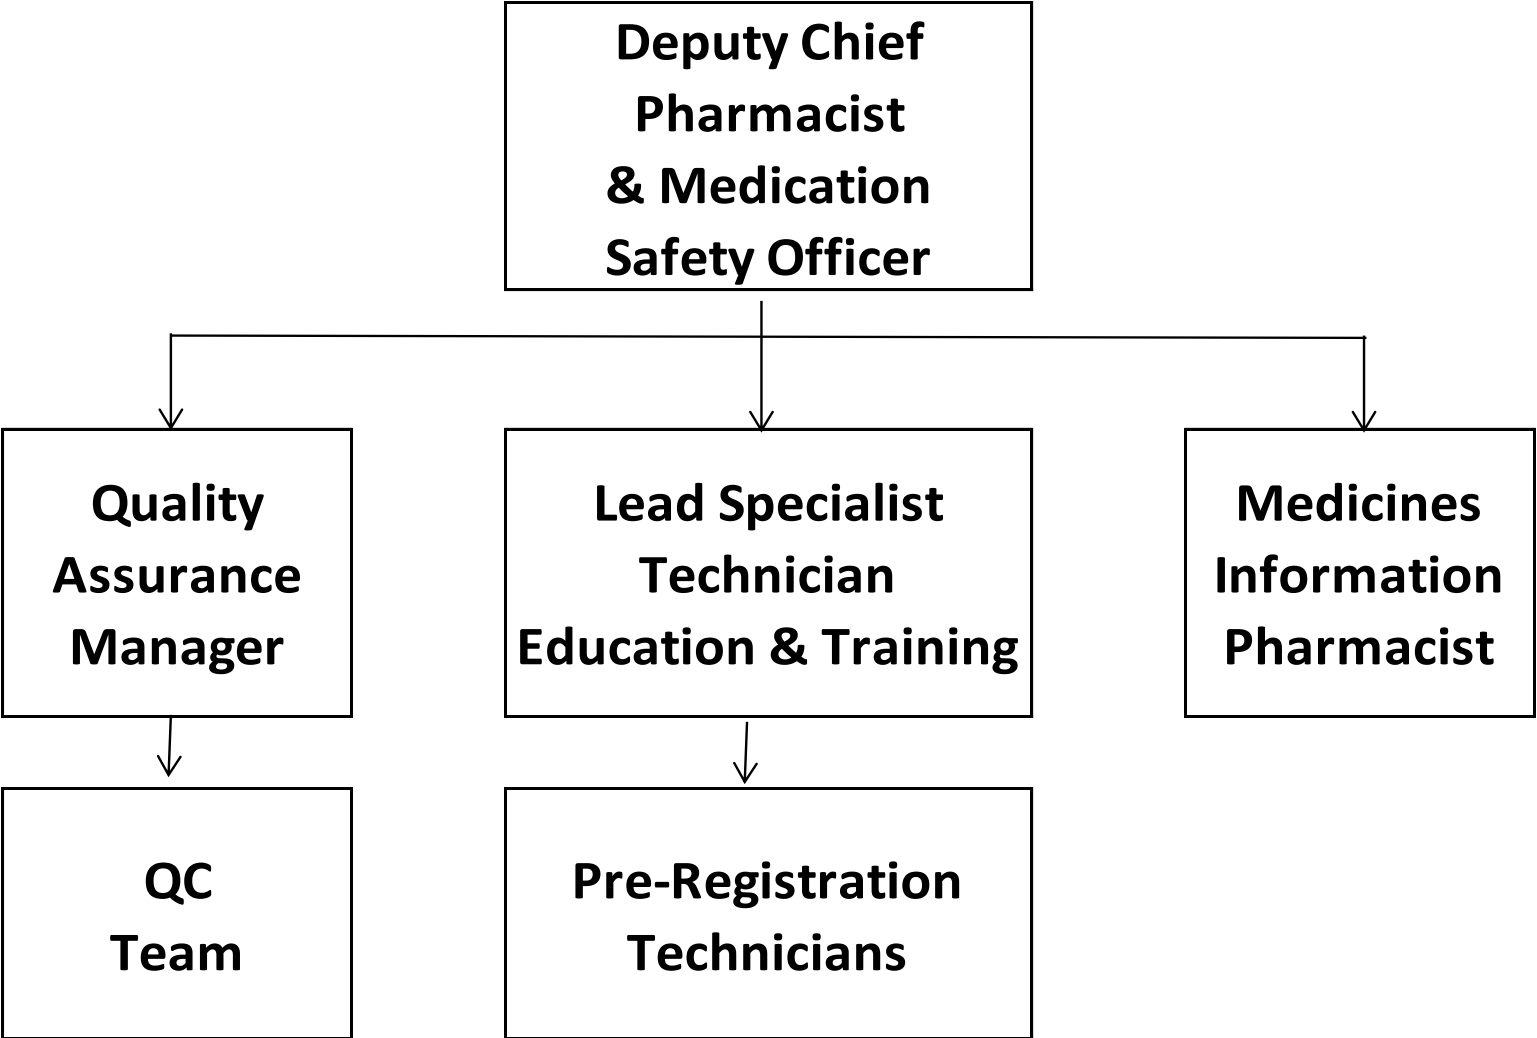 Deputy Chief
Pharmacist
& Medication
Safety Officer
Quality
Assurance
Manager
Lead Specialist
Technician
Education & Training
Medicines
Information
Pharmacist
QC
Team
Pre-Registration
Technicians